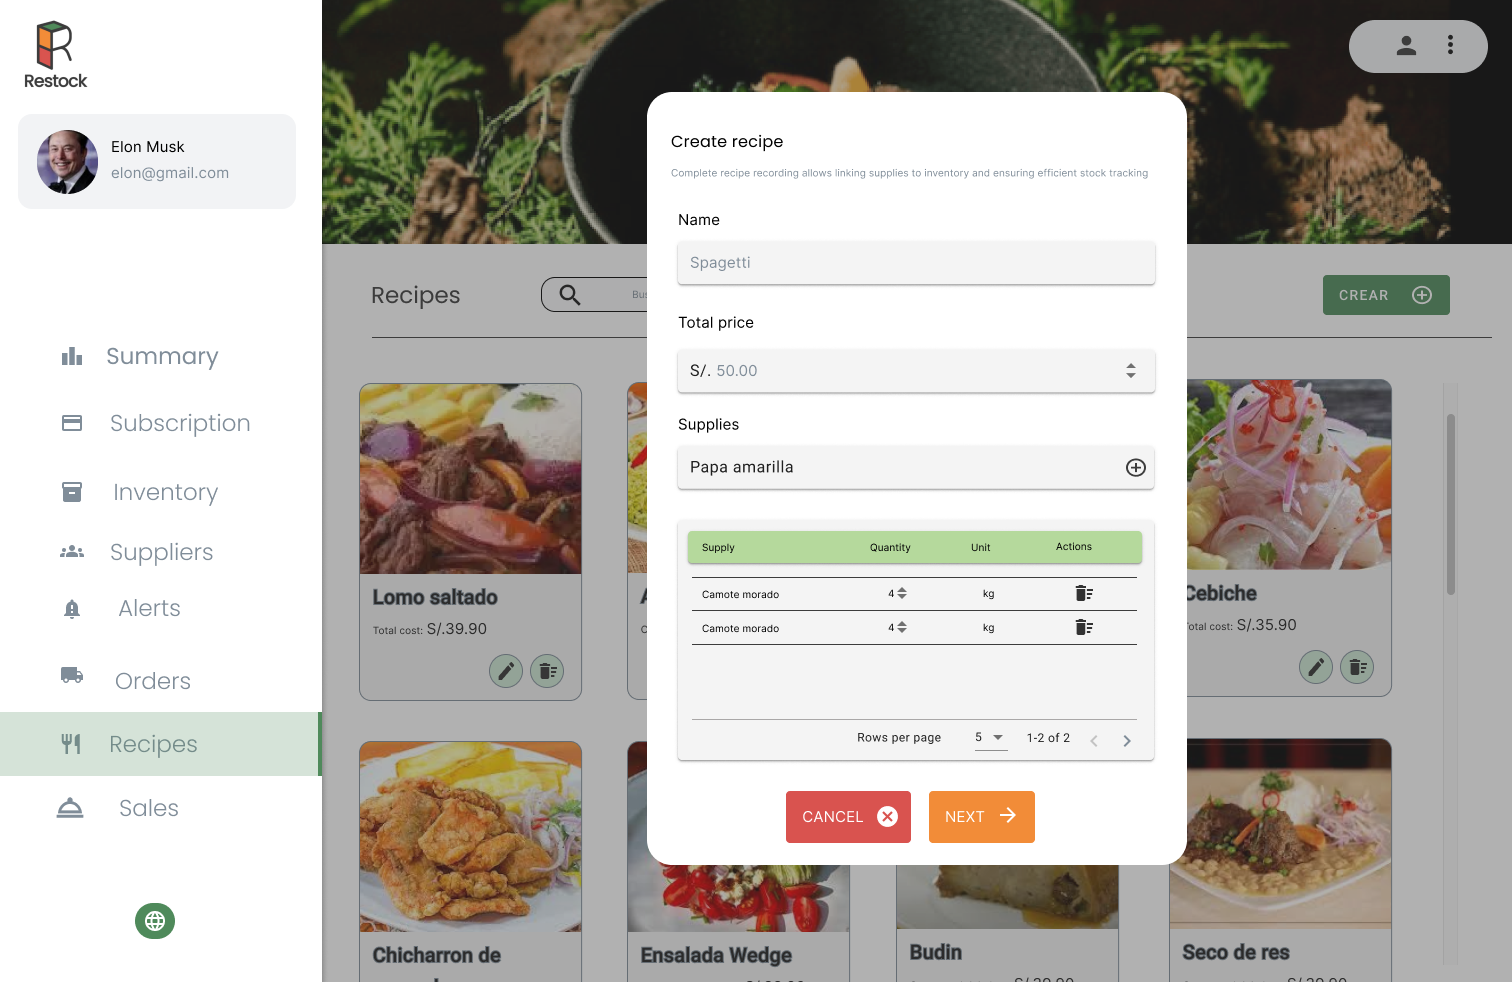 Restock
Elon Musk
elon@gmail.com
Summary
Subscription
Inventory
Suppliers
Alerts
Orders
Recipes
Sales
Recipes
Bus
CREAR
Create recipe
Complete recipe recording allows linking supplies to inventory and ensuring efficient stock tracking
Name
Spagetti
Total price
S/. 50.00
Supplies
Papa amarilla
Supply Quantity Unit Actions
Camote morado 4 kg
Camote morado 4 kg
Rows per page 5 1-2 of 2
CANCEL
NEXT
Lomo saltado
Total cost: S/.39.90
Cebiche
otal cost: S/.35.90
Chicharron de
Ensalada Wedge
Budin
Seco de res